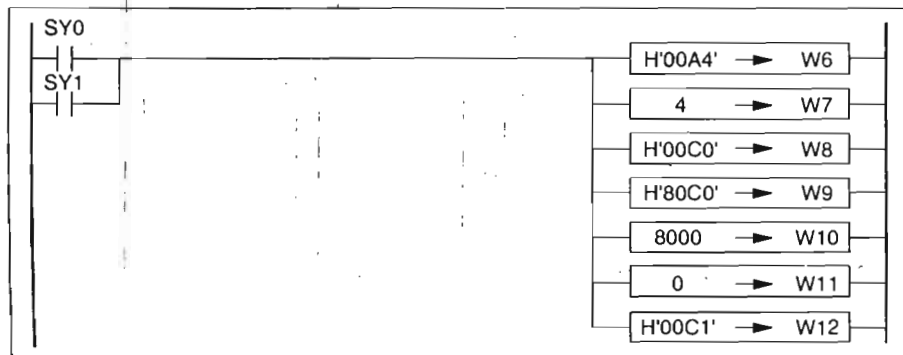 SY0
H'00A4' → W6
SY1
4 → W7
H'00C0' → W8
H'80C0' → W9
8000 → W10
0 → W11
H'00C1' → W12